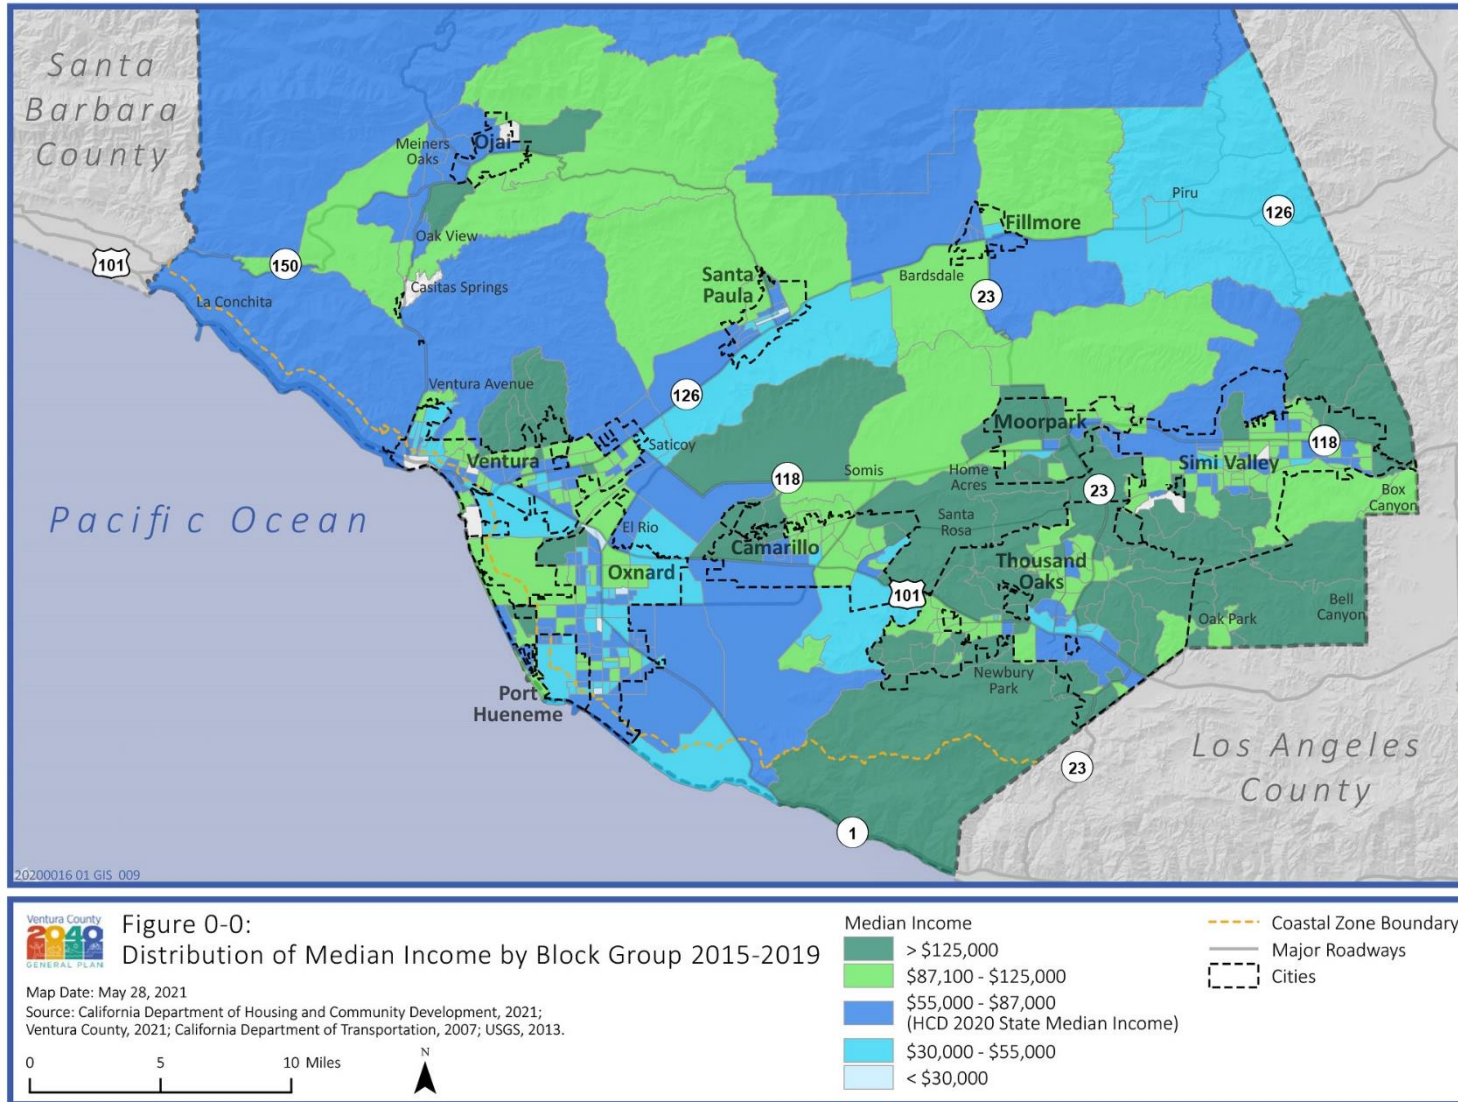 Santa
Barbara
County
Meiners
Oaks
Ojai
Piru
126
Fillmore
Oak View
101
150
Santa
Paula
Bardsdale
23
Casitas Springs
La Conchita
Ventura Avenue
126
Moorpark
Saticoy
Ventura
118
118
Somis
Home
Acres
Simi Valley
23
Box
Canyon
Pacific Ocean
El Rio
Santa
Rosa
Camarillo
Thousand
Oaks
Oxnard
101
Bell
Canyon
Oak Park
Newbury
Park
Port
Hueneme
Los Angeles
County
23
1
20200016 01 GIS 009
Ventura County
2040
GENERAL PLAN
Figure 0-0:
Distribution of Median Income by Block Group 2015-2019
Map Date: May 28, 2021
Source: California Department of Housing and Community Development, 2021;
Ventura County, 2021; California Department of Transportation, 2007; USGS, 2013.
0 5 10 Miles
N
Median Income
> $125,000
$87,100 - $125,000
$55,000 - $87,000
(HCD 2020 State Median Income)
$30,000 - $55,000
< $30,000
Coastal Zone Boundary
Major Roadways
Cities